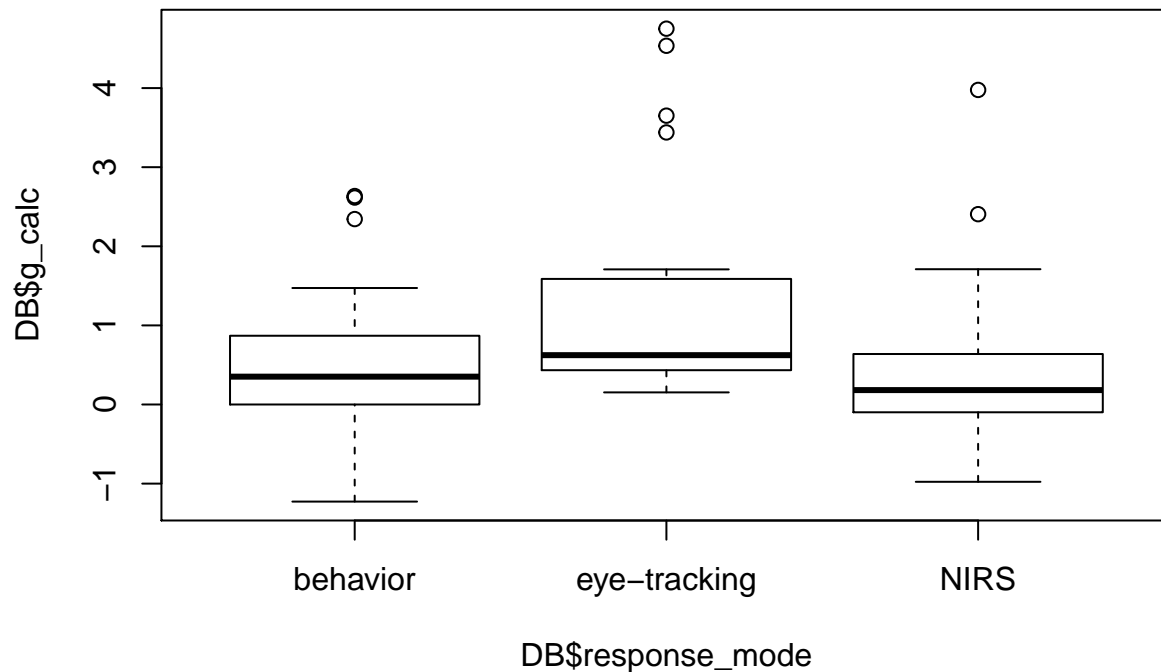 DB$g_calc
4
3
2
1
0
−1
behavior
eye−tracking
NIRS
DB$response_mode